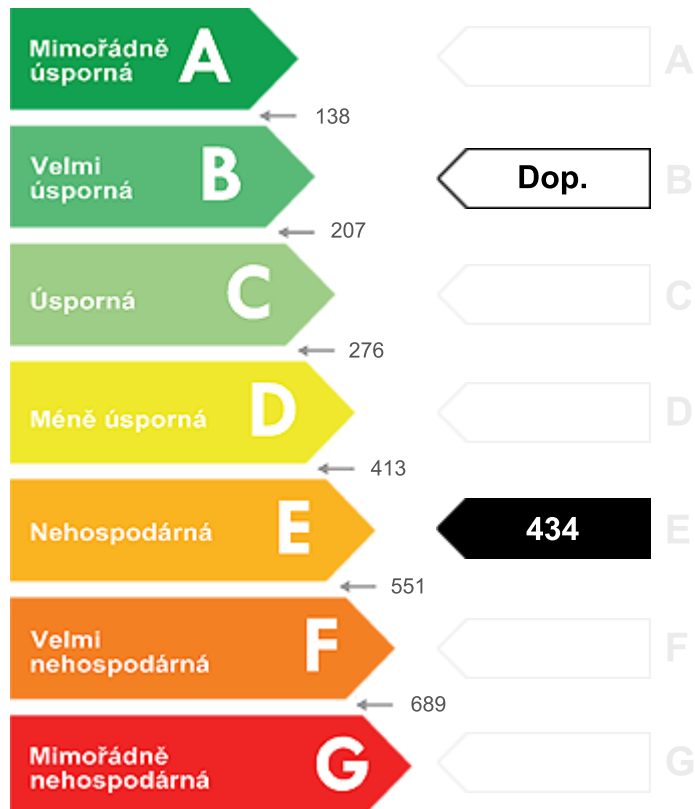 Mimořádně
úsporná
A
A
138
Velmi
úsporná
B
Dop.
B
207
Úsporná
C
C
276
Méně úsporná
D
D
413
Nehospodárná
E
434
E
551
Velmi
nehospodárná
F
F
689
Mimořádně
nehospodárná
G
G